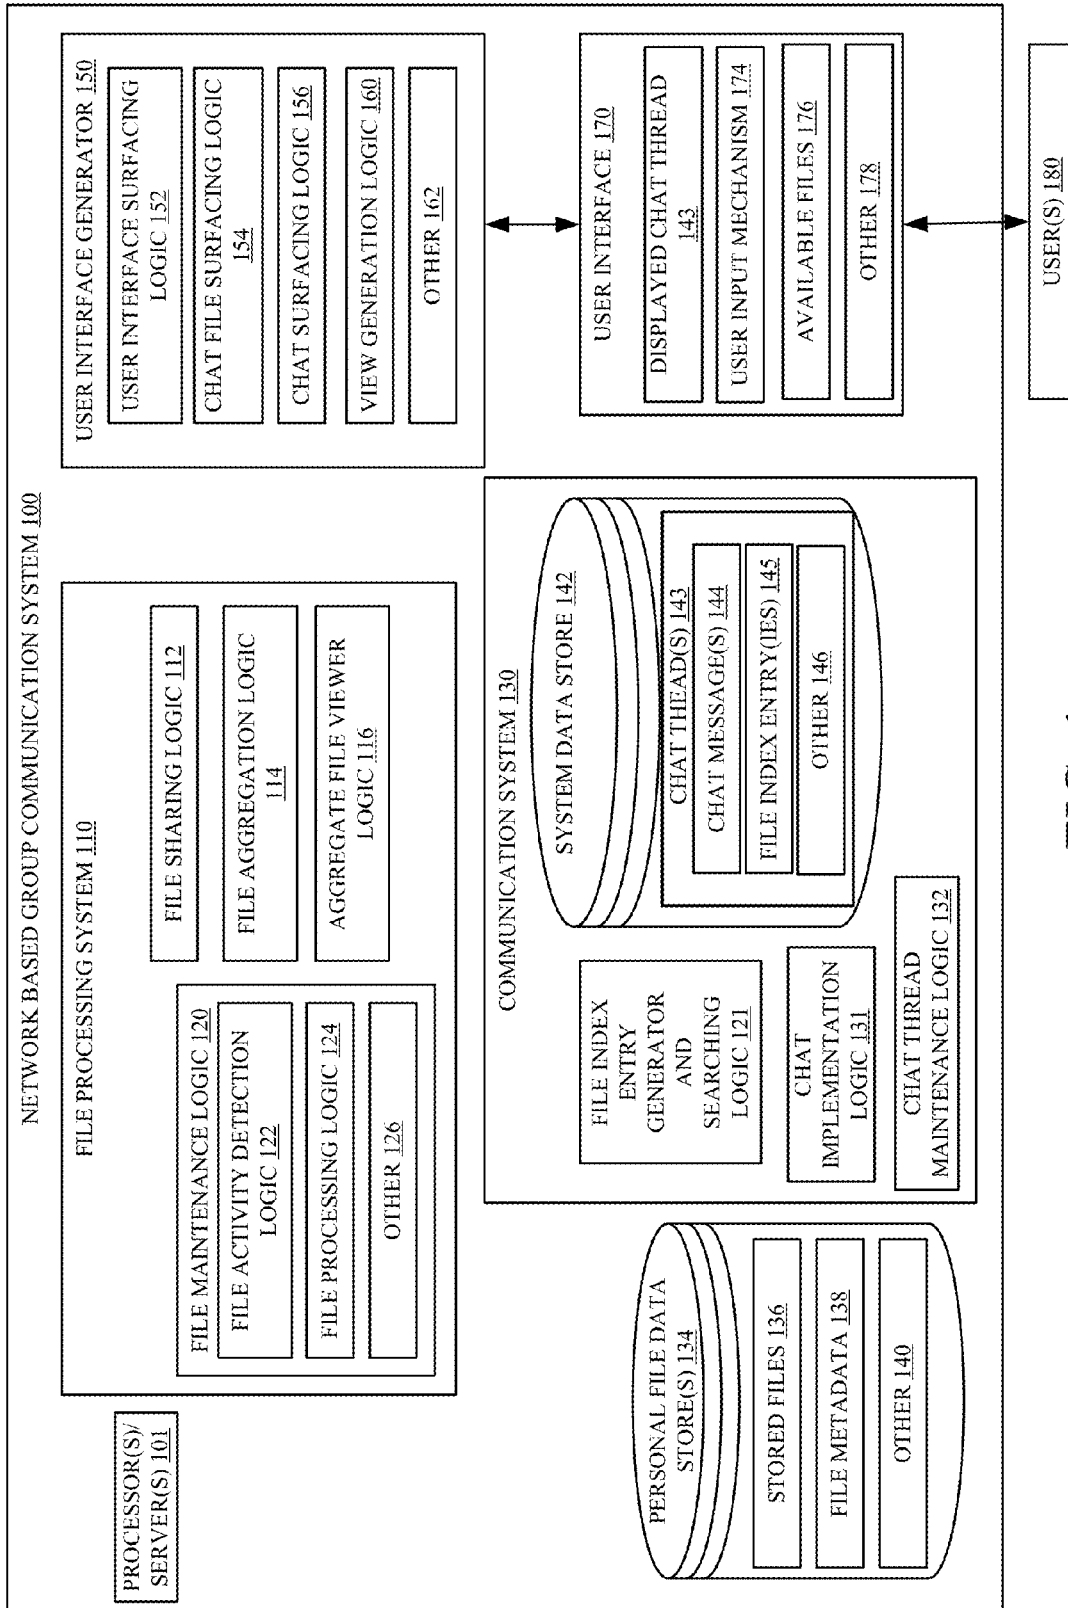 NETWORK BASED GROUP COMMUNICATION SYSTEM 100
PROCESSOR(S)/
SERVER(S) 101
FILE PROCESSING SYSTEM 110
FILE MAINTENANCE LOGIC 120
FILE ACTIVITY DETECTION
LOGIC 122
FILE PROCESSING LOGIC 124
OTHER 126
FILE SHARING LOGIC 112
FILE AGGREGATION LOGIC
114
AGGREGATE FILE VIEWER
LOGIC 116
USER INTERFACE GENERATOR 150
USER INTERFACE SURFACING
LOGIC 152
CHAT FILE SURFACING LOGIC
154
CHAT SURFACING LOGIC 156
VIEW GENERATION LOGIC 160
OTHER 162
PERSONAL FILE DATA
STORE(S) 134
STORED FILES 136
FILE METADATA 138
OTHER 140
COMMUNICATION SYSTEM 130
FILE INDEX
ENTRY
GENERATOR
AND
SEARCHING
LOGIC 121
CHAT
IMPLEMENTATION
LOGIC 131
CHAT THREAD
MAINTENANCE LOGIC 132
SYSTEM DATA STORE 142
CHAT THEAD(S) 143
CHAT MESSAGE(S) 144
FILE INDEX ENTRY(IES) 145
OTHER 146
USER INTERFACE 170
DISPLAYED CHAT THREAD
143
USER INPUT MECHANISM 174
AVAILABLE FILES 176
OTHER 178
USER(S) 180